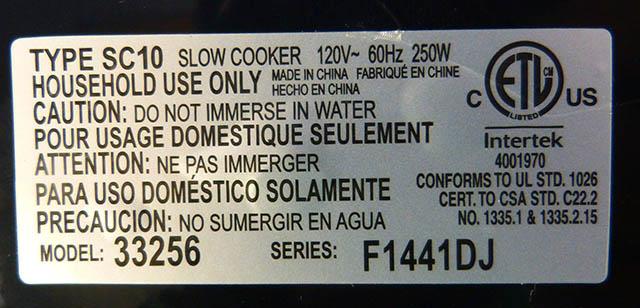 TYPE SC10 SLOW COOKER 120V~ 60Hz 250W
HOUSEHOLD USE ONLY MADE IN CHINA FABRIQUÉ EN CHINE
HECHO EN CHINA
CAUTION: DO NOT IMMERSE IN WATER
POUR USAGE DOMESTIQUE SEULEMENT
ATTENTION: NE PAS IMMERGER
PARA USO DOMÉSTICO SOLAMENTE
PRECAUCION: NO SUMERGIR EN AGUA
MODEL: 33256 SERIES: F1441DJ
C ETL CM US
LISTED
Intertek
4001970
CONFORMS TO UL STD. 1026
CERT. TO CSA STD. C22.2
NO. 1335.1 & 1335.2.15